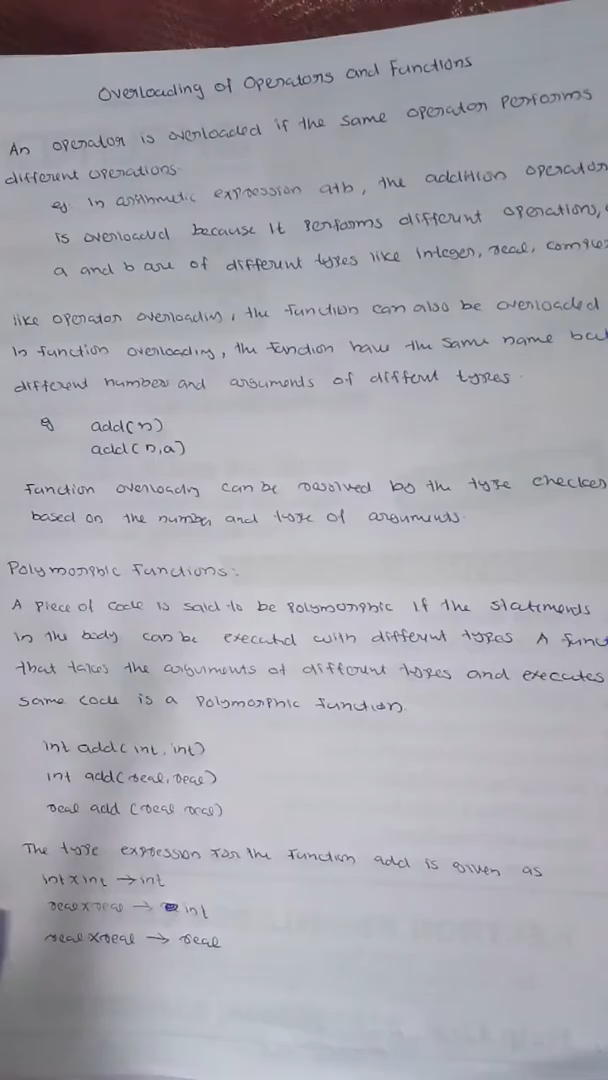 Overloading of Operators and Functions
An operator is overloaded if the same operator performs
different operations.
eg in arithmetic expression a+b, the addition operator
is overloaded because it performs different operations,
a and b are of different types like integer, real, complex
like operator overloading, the function can also be overloaded
In function overloading, the function have the same name but
different number and arguments of different types.
eg add(n)
add(n,a)
Function overloading can be resolved by the type checker
based on the number and type of arguments.
Polymorphic Functions:
A piece of code is said to be polymorphic if the statements
in the body can be executed with different types A func
that takes the arguments of different types and executes
same code is a polymorphic function.
int add(int, int)
int add(real, real)
real add (real real)
The type expression for the function add is given as
int x int → int
real x real → int
real x real → real